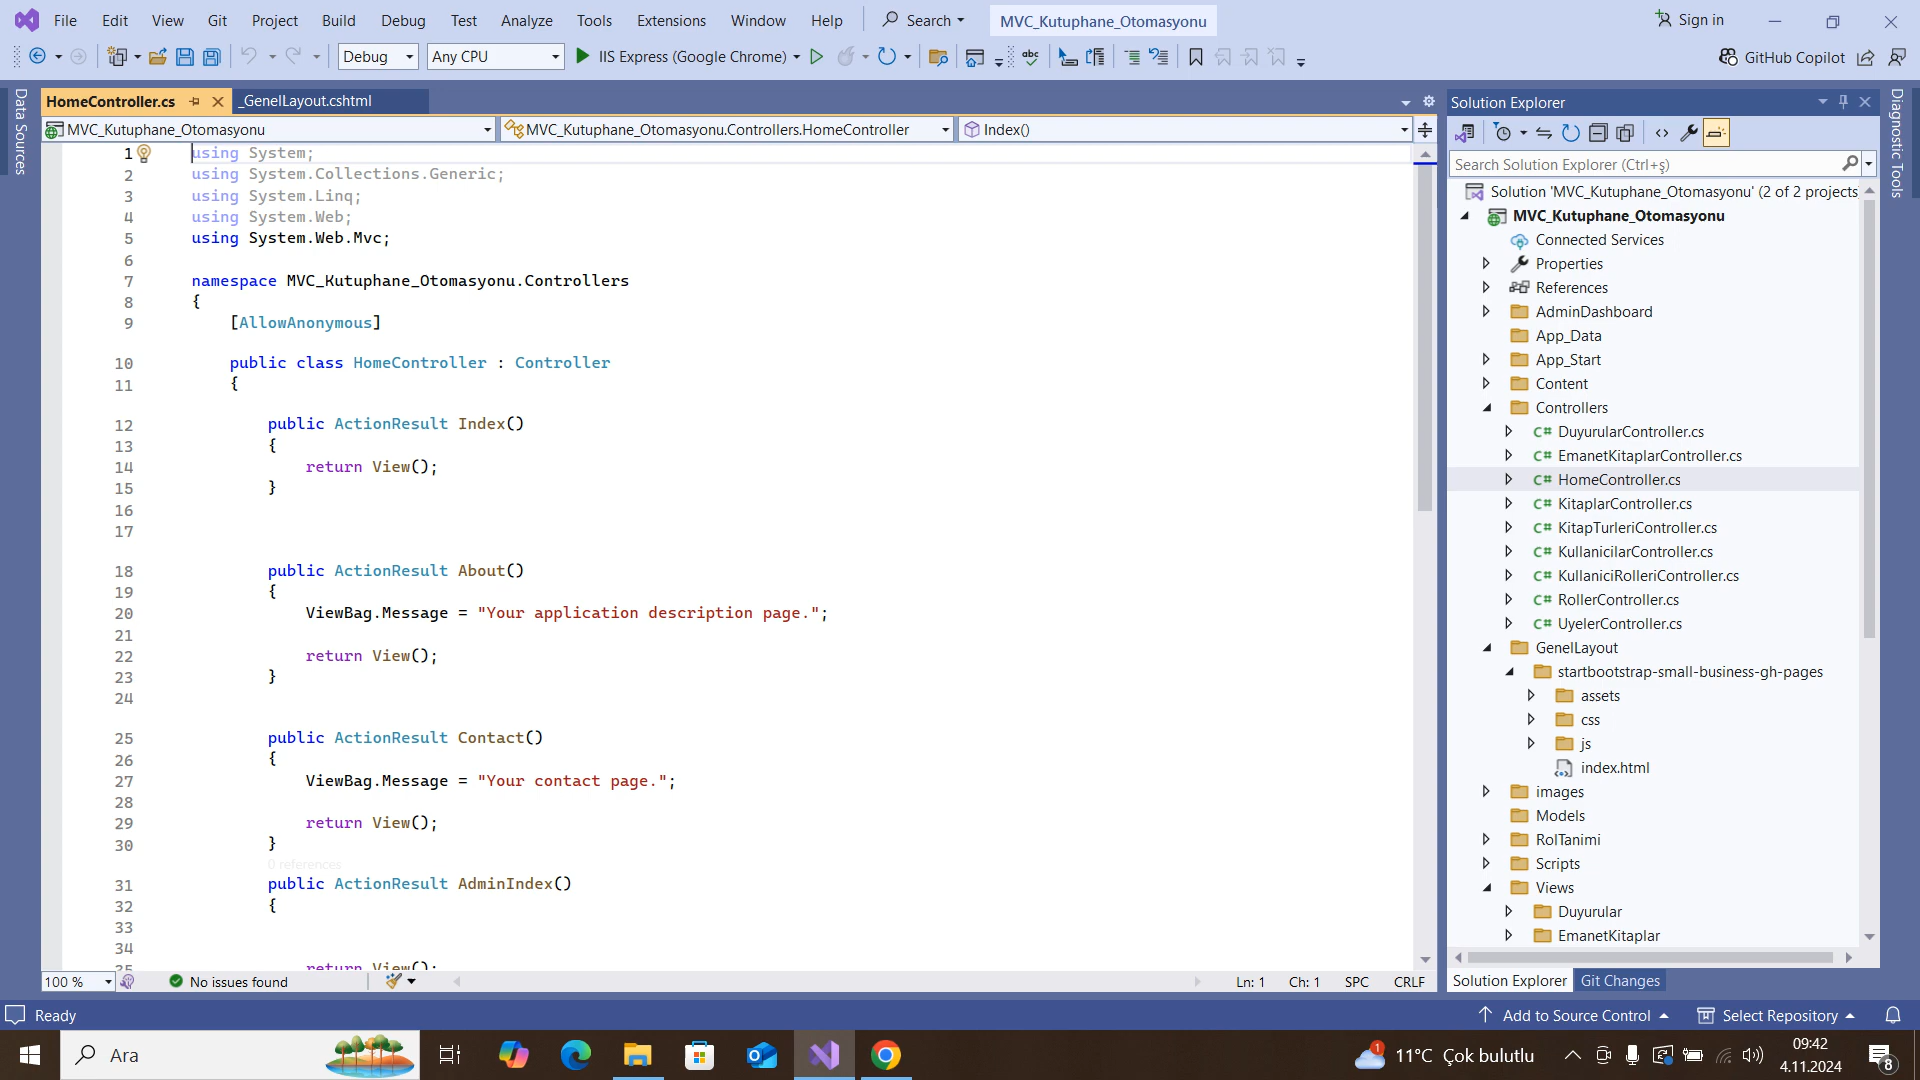 File Edit View Git Project Build Debug Test Analyze Tools Extensions Window Help Search MVC_Kutuphane_Otomasyonu Sign in
Debug Any CPU IIS Express (Google Chrome) GitHub Copilot
Data Sources
HomeController.cs _GenelLayout.cshtml
MVC_Kutuphane_Otomasyonu MVC_Kutuphane_Otomasyonu.Controllers.HomeController Index()
1 using System;
2 using System.Collections.Generic;
3 using System.Linq;
4 using System.Web;
5 using System.Web.Mvc;
6
7 namespace MVC_Kutuphane_Otomasyonu.Controllers
8 {
9 [AllowAnonymous]
10 public class HomeController : Controller
11 {
12 public ActionResult Index()
13 {
14 return View();
15 }
16
17
18 public ActionResult About()
19 {
20 ViewBag.Message = "Your application description page.";
21
22 return View();
23 }
24
25 public ActionResult Contact()
26 {
27 ViewBag.Message = "Your contact page.";
28
29 return View();
30 }
0 references
31 public ActionResult AdminIndex()
32 {
33
34
35 return View();
100 % No issues found Ln: 1 Ch: 1 SPC CRLF
Solution Explorer
Search Solution Explorer (Ctrl+ş)
Solution 'MVC_Kutuphane_Otomasyonu' (2 of 2 projects
MVC_Kutuphane_Otomasyonu
Connected Services
Properties
References
AdminDashboard
App_Data
App_Start
Content
Controllers
C# DuyurularController.cs
C# EmanetKitaplarController.cs
C# HomeController.cs
C# KitaplarController.cs
C# KitapTurleriController.cs
C# KullanicilarController.cs
C# KullaniciRolleriController.cs
C# RollerController.cs
C# UyelerController.cs
GenelLayout
startbootstrap-small-business-gh-pages
assets
css
js
index.html
images
Models
RolTanimi
Scripts
Views
Duyurular
EmanetKitaplar
Solution Explorer Git Changes
Diagnostic Tools
Ready Add to Source Control Select Repository
Ara 1 11°C Çok bulutlu 09:42
4.11.2024 8